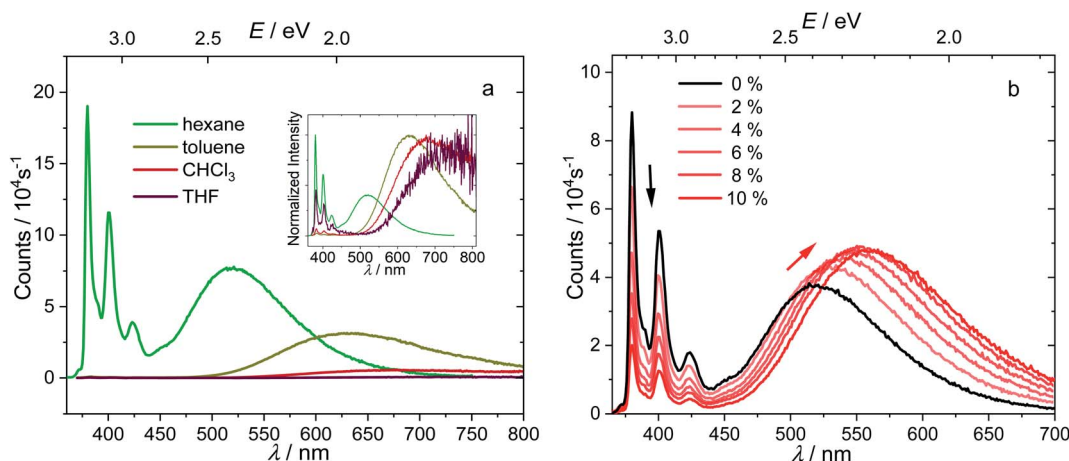 E / eV
3.0 2.5 2.0
a
Counts / 10⁴s⁻¹
20
15
10
5
0
hexane
toluene
CHCl₃
THF
Normalized Intensity
400 500 600 700 800
λ / nm
400 450 500 550 600 650 700 750 800
λ / nm
E / eV
3.0 2.5 2.0
b
Counts / 10⁴s⁻¹
10
8
6
4
2
0
0 %
2 %
4 %
6 %
8 %
10 %
400 450 500 550 600 650 700
λ / nm